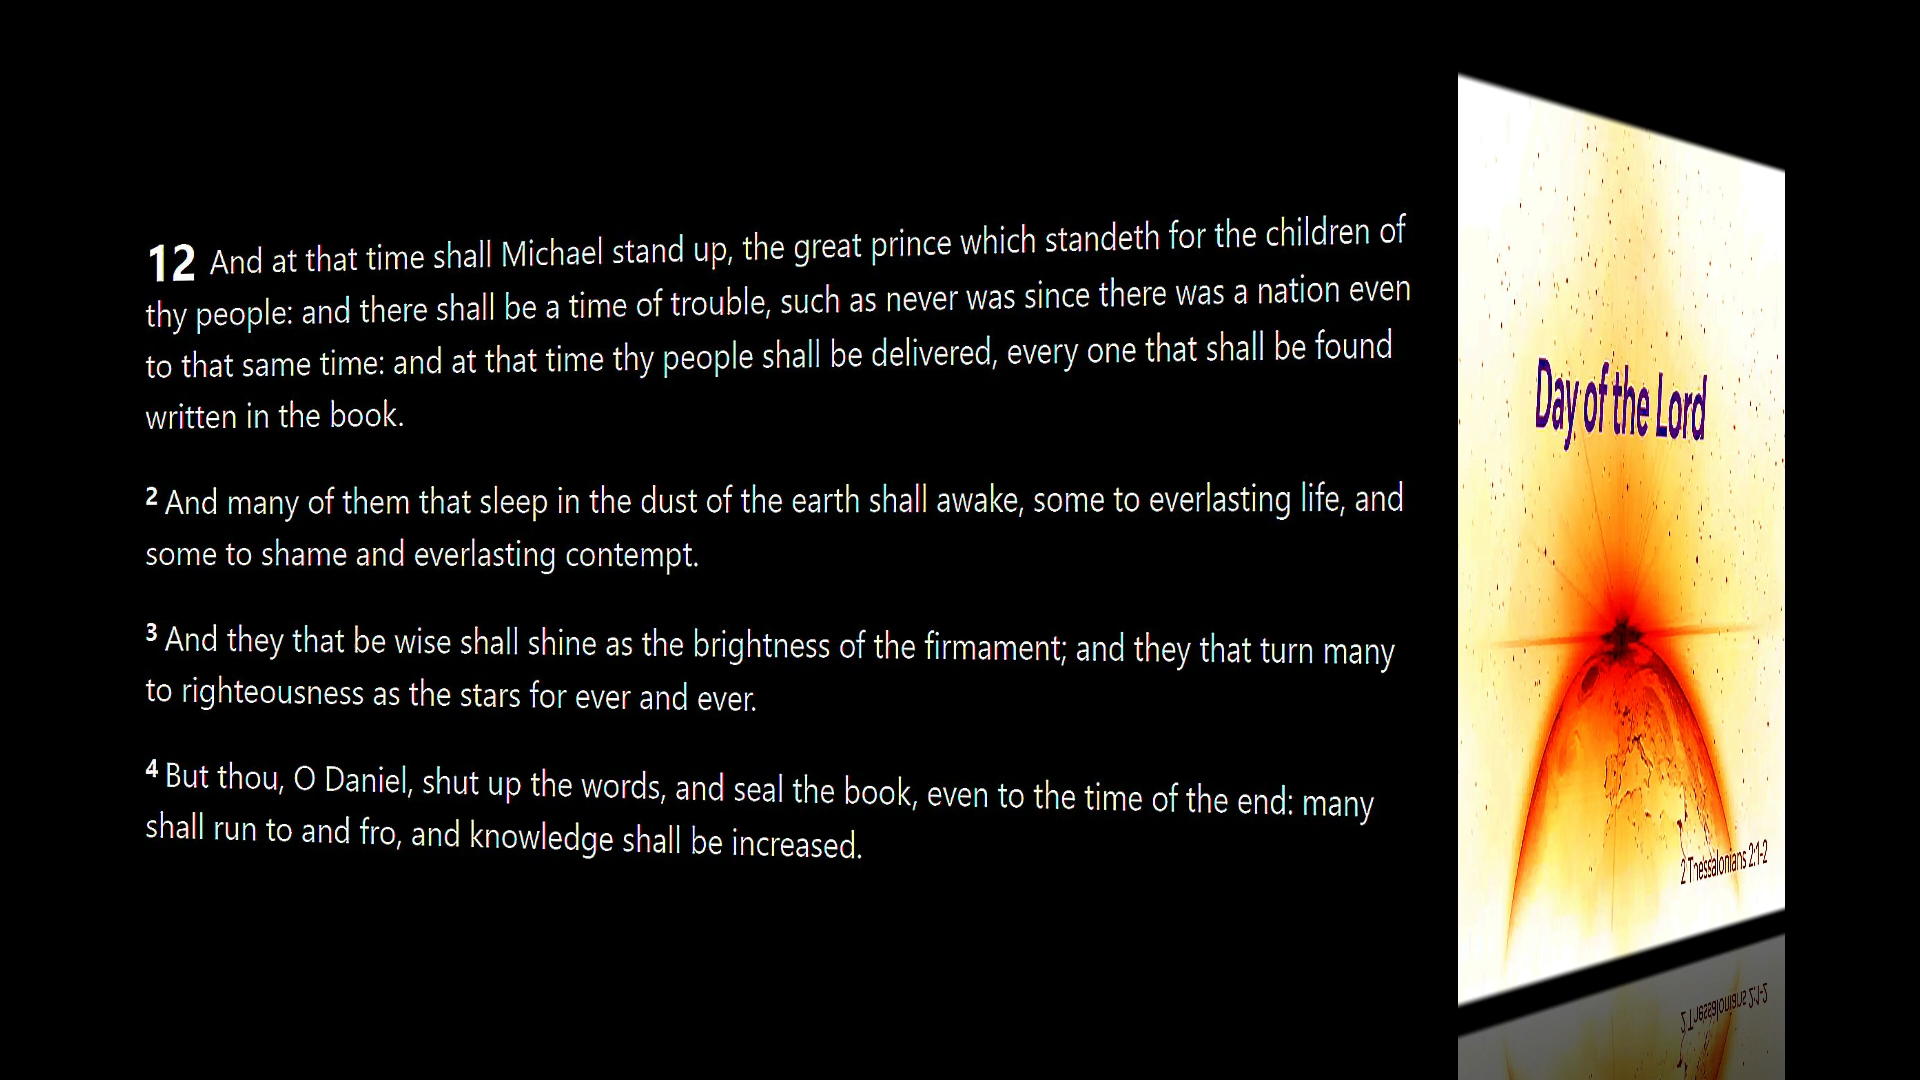 12 And at that time shall Michael stand up, the great prince which standeth for the children of
thy people: and there shall be a time of trouble, such as never was since there was a nation even
to that same time: and at that time thy people shall be delivered, every one that shall be found
written in the book.
2 And many of them that sleep in the dust of the earth shall awake, some to everlasting life, and
some to shame and everlasting contempt.
3 And they that be wise shall shine as the brightness of the firmament; and they that turn many
to righteousness as the stars for ever and ever.
4 But thou, O Daniel, shut up the words, and seal the book, even to the time of the end: many
shall run to and fro, and knowledge shall be increased.
Day of the Lord
2 Thessalonians 2:1-2